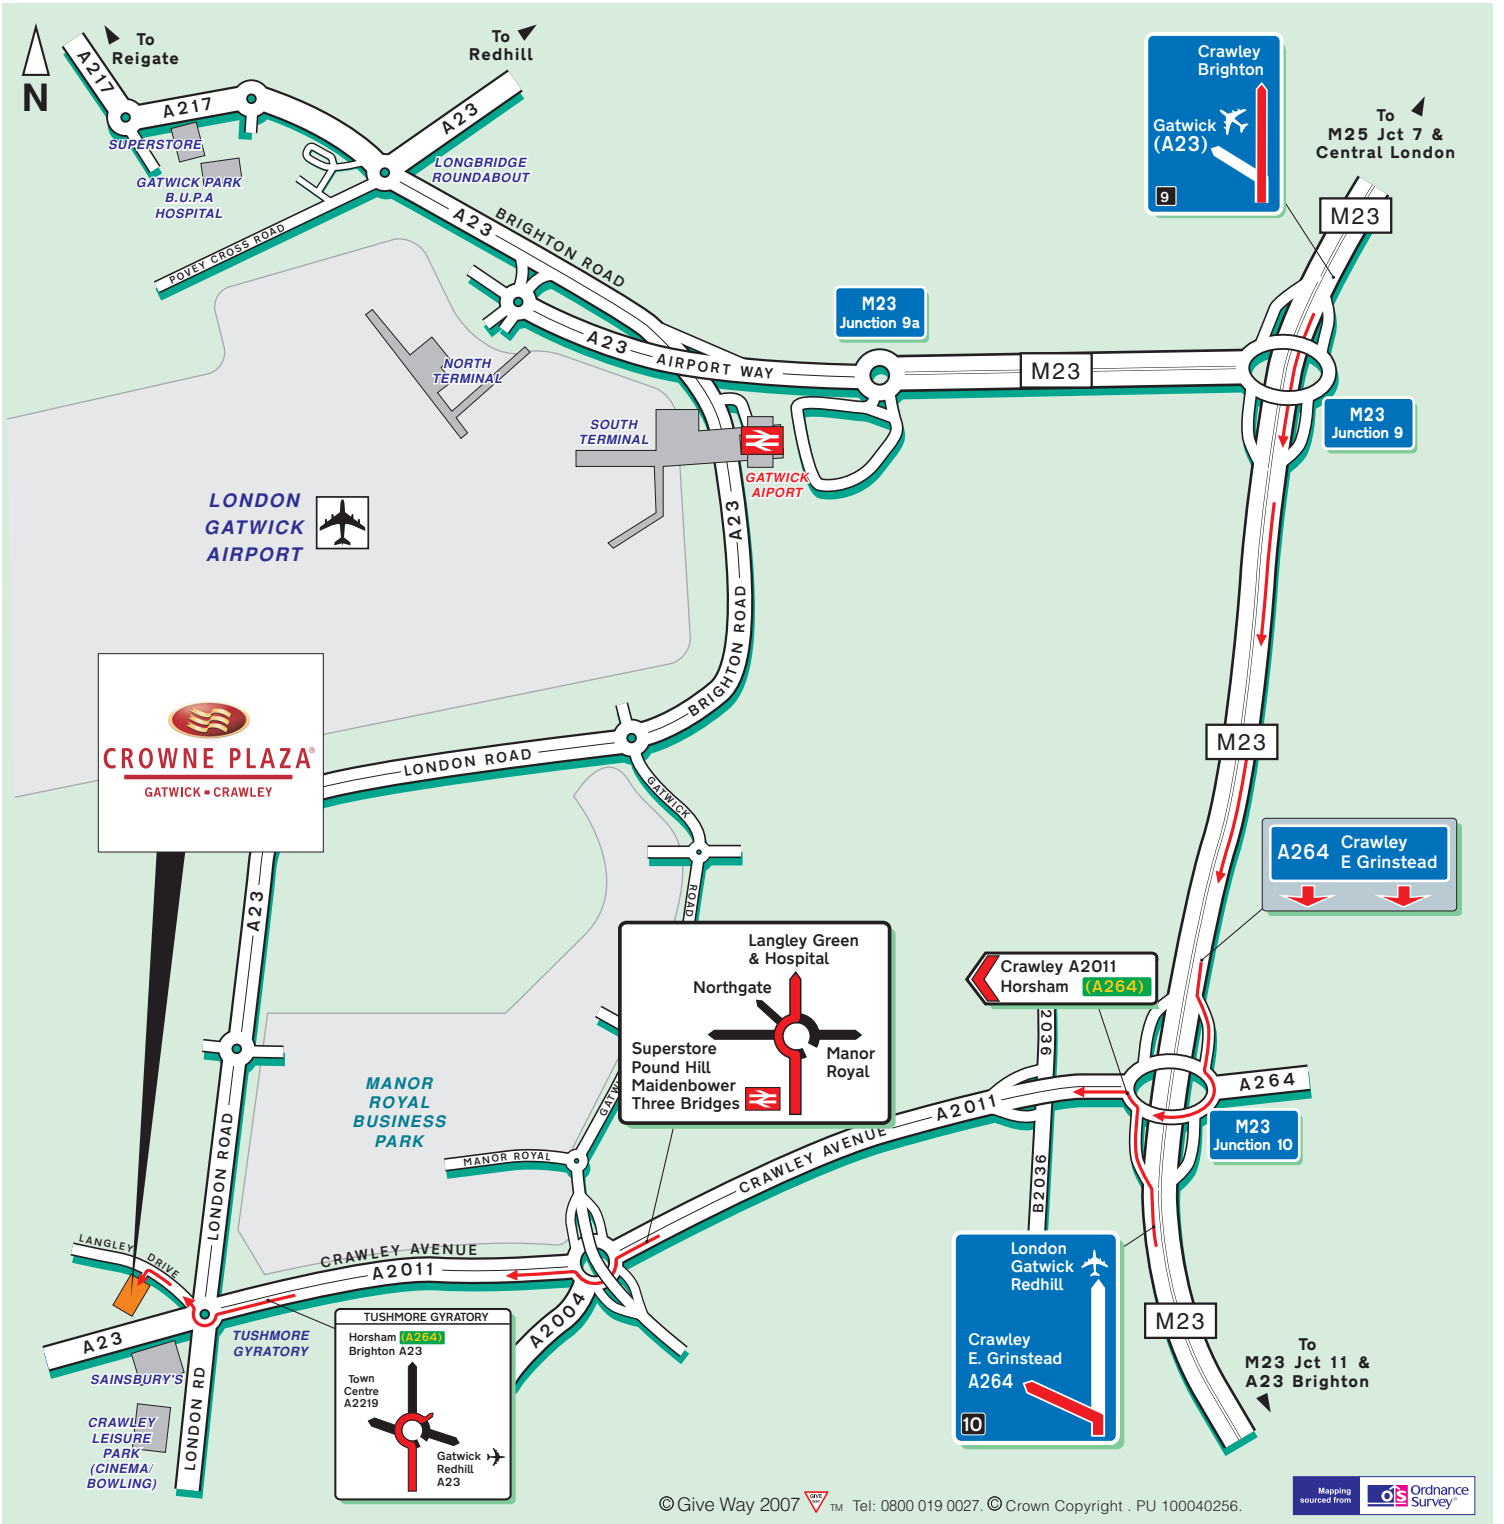 N
To
Reigate
To
Redhill
A217
A217
A23
SUPERSTORE
GATWICK PARK
B.U.P.A
HOSPITAL
LONGBRIDGE
ROUNDABOUT
POVEY CROSS ROAD
A23
BRIGHTON ROAD
Crawley
Brighton
Gatwick
(A23)
9
To
M25 Jct 7 &
Central London
M23
M23
Junction 9a
A23
AIRPORT WAY
M23
M23
Junction 9
NORTH
TERMINAL
SOUTH
TERMINAL
GATWICK
AIPORT
LONDON
GATWICK
AIRPORT
A23
BRIGHTON ROAD
CROWNE PLAZA®
GATWICK CRAWLEY
LONDON ROAD
GATWICK
ROAD
M23
A264
Crawley
E Grinstead
A23
Langley Green
& Hospital
Northgate
Superstore
Pound Hill
Maidenbower
Three Bridges
Manor
Royal
Crawley A2011
Horsham (A264)
2036
A264
M23
Junction 10
A2011
CRAWLEY AVENUE
B2036
MANOR
ROYAL
BUSINESS
PARK
GATW
MANOR ROYAL
LONDON ROAD
LANGLEY DRIVE
CRAWLEY AVENUE
A2011
A2004
A23
TUSHMORE
GYRATORY
SAINSBURY'S
LONDON RD
CRAWLEY
LEISURE
PARK
(CINEMA/
BOWLING)
TUSHMORE GYRATORY
Horsham (A264)
Brighton A23
Town
Centre
A2219
Gatwick
Redhill
A23
London
Gatwick
Redhill
Crawley
E. Grinstead
A264
10
M23
To
M23 Jct 11 &
A23 Brighton
© Give Way 2007 GIVE WAY TM Tel: 0800 019 0027. © Crown Copyright . PU 100040256.
Mapping
sourced from
OS
Ordnance
Survey®